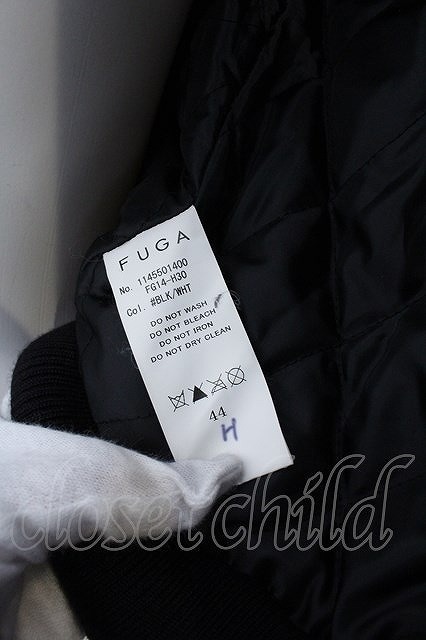 FUGA
No. 1145501400
FG14-H30
Col. #BLK/WHT
DO NOT WASH
DO NOT BLEACH
DO NOT IRON
DO NOT DRY CLEAN
44
H
closet child